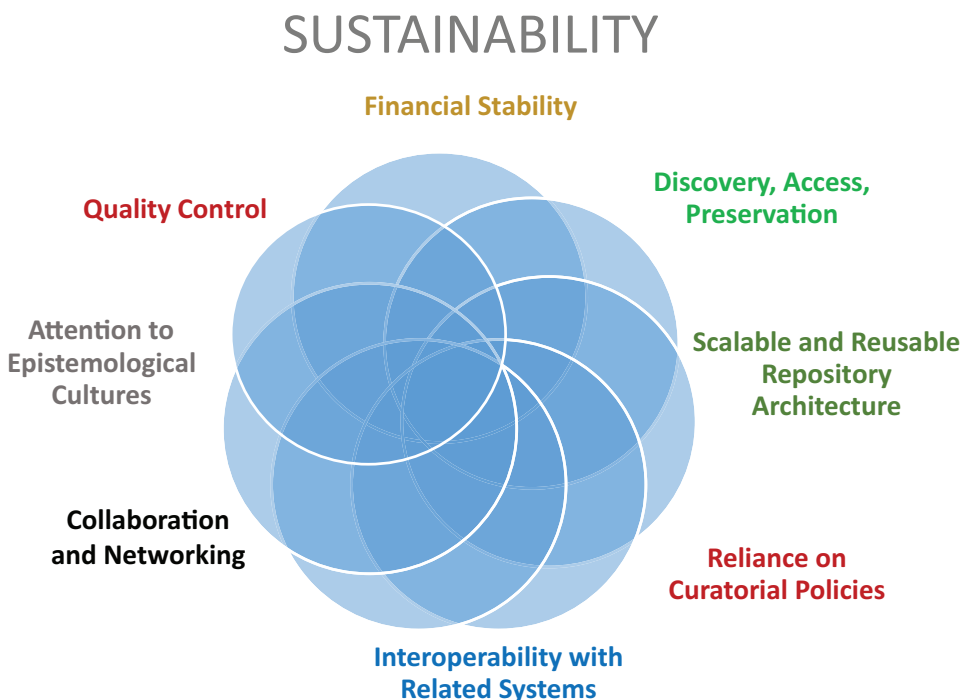 SUSTAINABILITY
Financial Stability
Discovery, Access,
Preservation
Quality Control
Attention to
Epistemological
Cultures
Scalable and Reusable
Repository
Architecture
Collaboration
and Networking
Reliance on
Curatorial Policies
Interoperability with
Related Systems